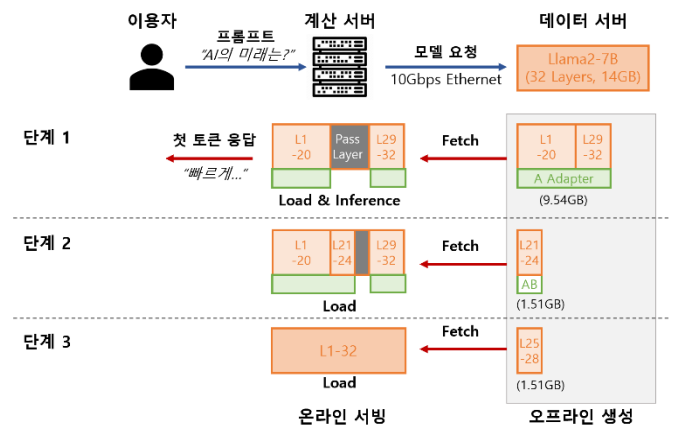 이용자
계산 서버
데이터 서버
프롬프트
“AI의 미래는?”
모델 요청
10Gbps Ethernet
Llama2-7B
(32 Layers, 14GB)
단계 1
첫 토큰 응답
“빠르게...”
L1
-20
Pass
Layer
L29
-32
Load & Inference
Fetch
L1
-20
L29
-32
A Adapter
(9.54GB)
단계 2
L1
-20
L21
-24
L29
-32
Load
Fetch
L21
-24
AB
(1.51GB)
단계 3
L1-32
Load
Fetch
L25
-28
(1.51GB)
온라인 서빙
오프라인 생성